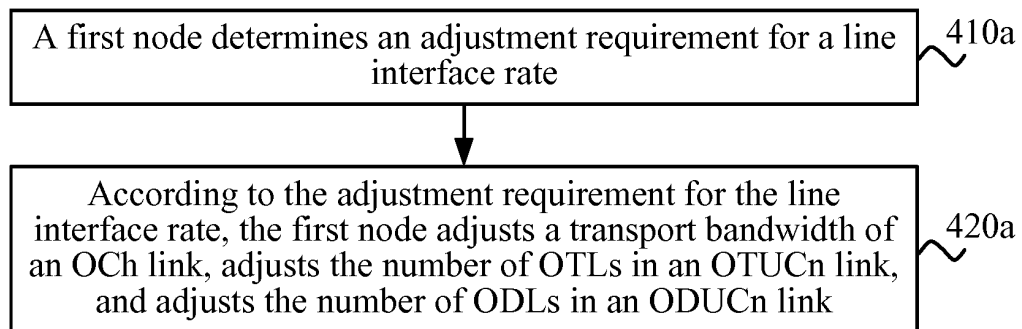 A first node determines an adjustment requirement for a line
interface rate
410a
According to the adjustment requirement for the line
interface rate, the first node adjusts a transport bandwidth of
an OCh link, adjusts the number of OTLs in an OTUCn link,
and adjusts the number of ODLs in an ODUCn link
420a